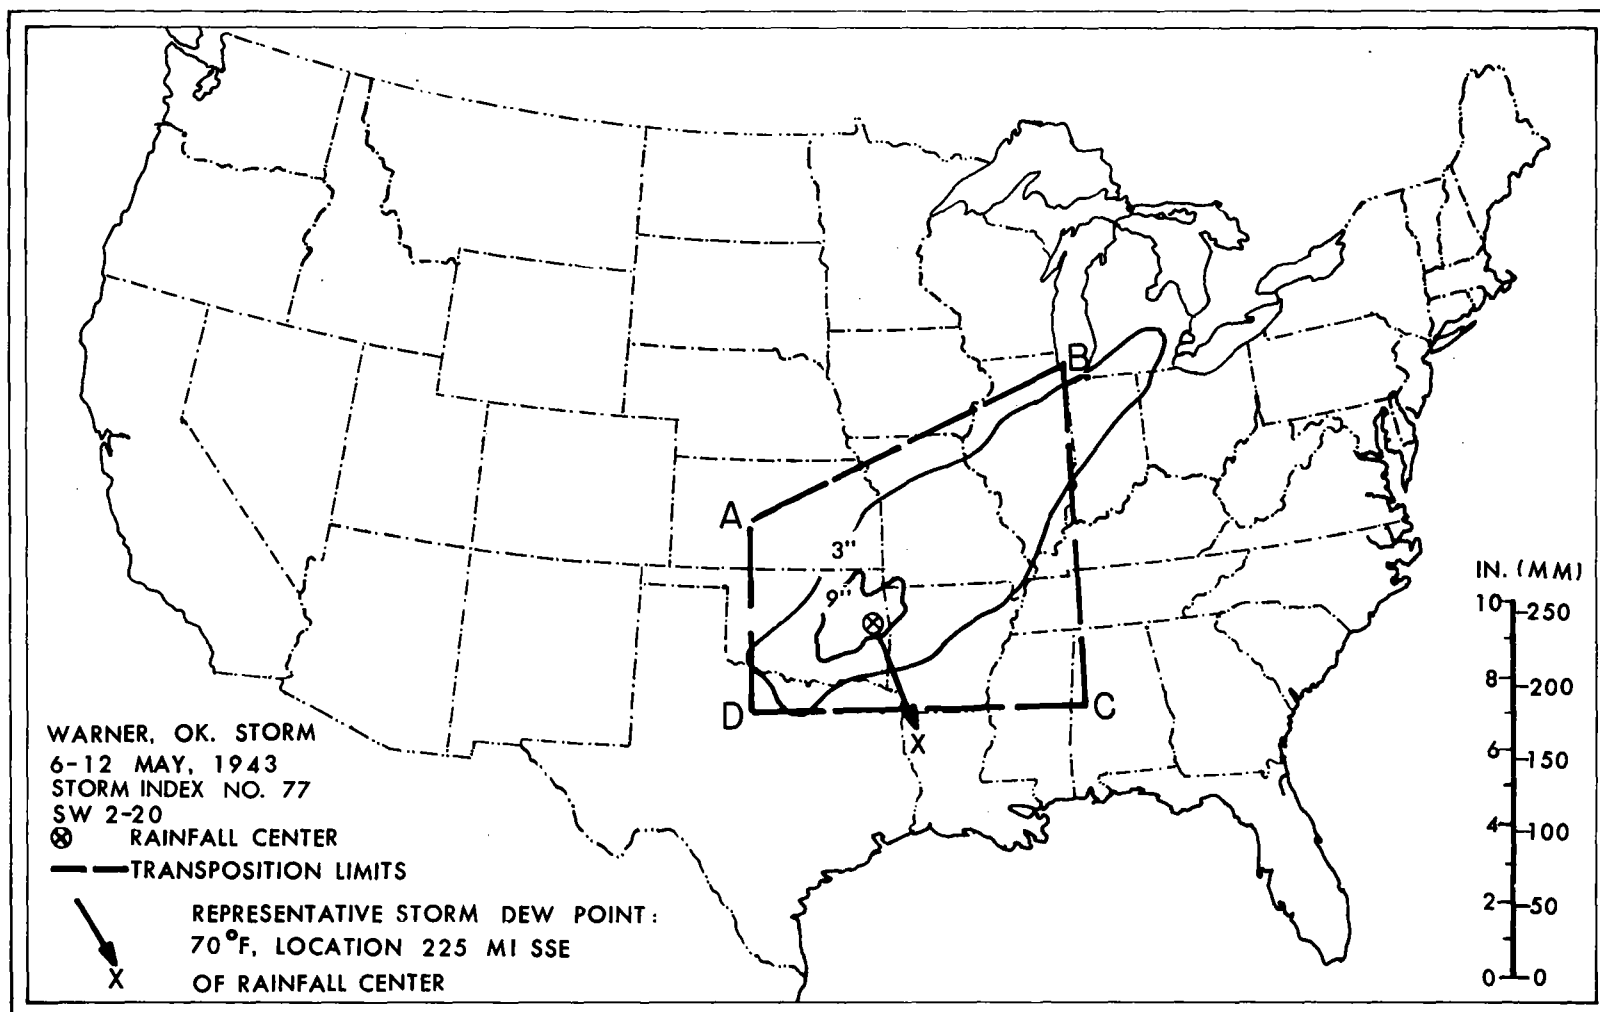 B
A
3"
9"
D
C
X
IN. (MM)
10 250
8 200
6 150
4 100
2 50
0 0
WARNER, OK. STORM
6-12 MAY, 1943
STORM INDEX NO. 77
SW 2-20
RAINFALL CENTER
TRANSPOSITION LIMITS
REPRESENTATIVE STORM DEW POINT:
70°F, LOCATION 225 MI SSE
X OF RAINFALL CENTER